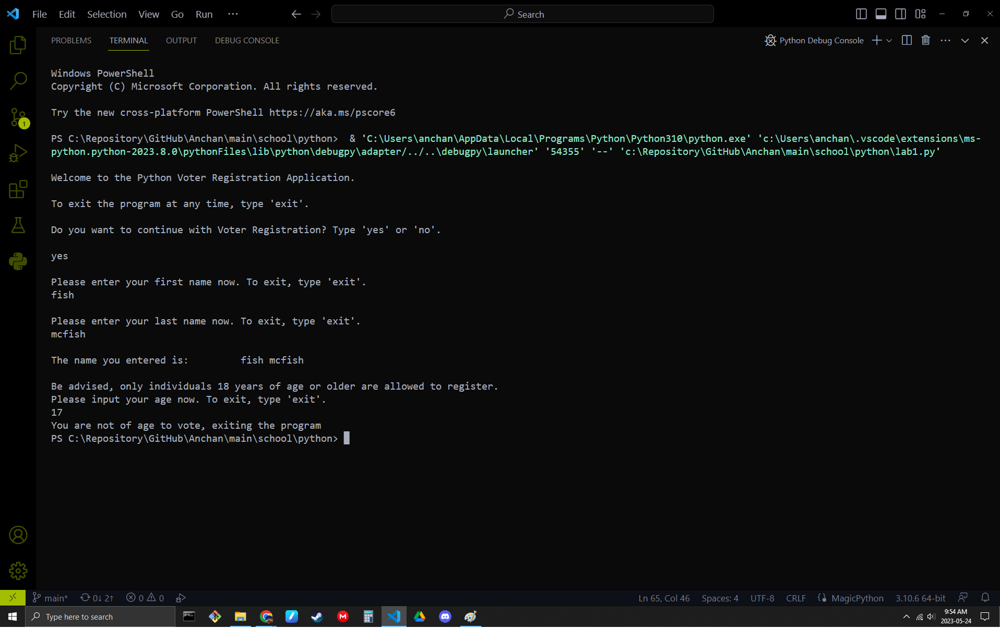 File Edit Selection View Go Run ···
Search
PROBLEMS TERMINAL OUTPUT DEBUG CONSOLE
Python Debug Console
Windows PowerShell
Copyright (C) Microsoft Corporation. All rights reserved.
Try the new cross-platform PowerShell https://aka.ms/pscore6
PS C:\Repository\GitHub\Anchan\main\school\python>  & 'C:\Users\anchan\AppData\Local\Programs\Python\Python310\python.exe' 'c:\Users\anchan\.vscode\extensions\ms-
python.python-2023.8.0\pythonFiles\lib\python\debugpy\adapter/../..\debugpy\launcher' '54355' '--' 'c:\Repository\GitHub\Anchan\main\school\python\lab1.py'
Welcome to the Python Voter Registration Application.
To exit the program at any time, type 'exit'.
Do you want to continue with Voter Registration? Type 'yes' or 'no'.
yes
Please enter your first name now. To exit, type 'exit'.
fish
Please enter your last name now. To exit, type 'exit'.
mcfish
The name you entered is:         fish mcfish
Be advised, only individuals 18 years of age or older are allowed to register.
Please input your age now. To exit, type 'exit'.
17
You are not of age to vote, exiting the program
PS C:\Repository\GitHub\Anchan\main\school\python>
1
main* 0↓ 2↑ 0 0
Ln 65, Col 46 Spaces: 4 UTF-8 CRLF MagicPython 3.10.6 64-bit
Type here to search
M
9:54 AM
2023-05-24